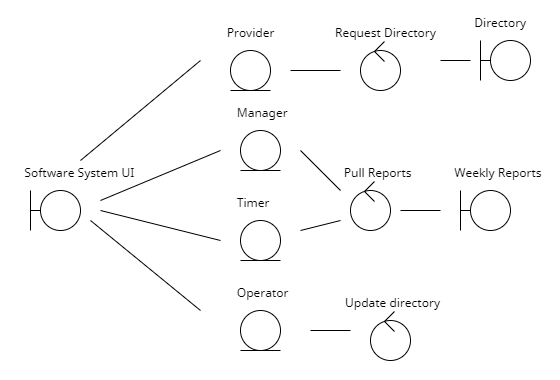 Directory
Provider
Request Directory
Manager
Software System UI
Pull Reports
Weekly Reports
Timer
Operator
Update directory